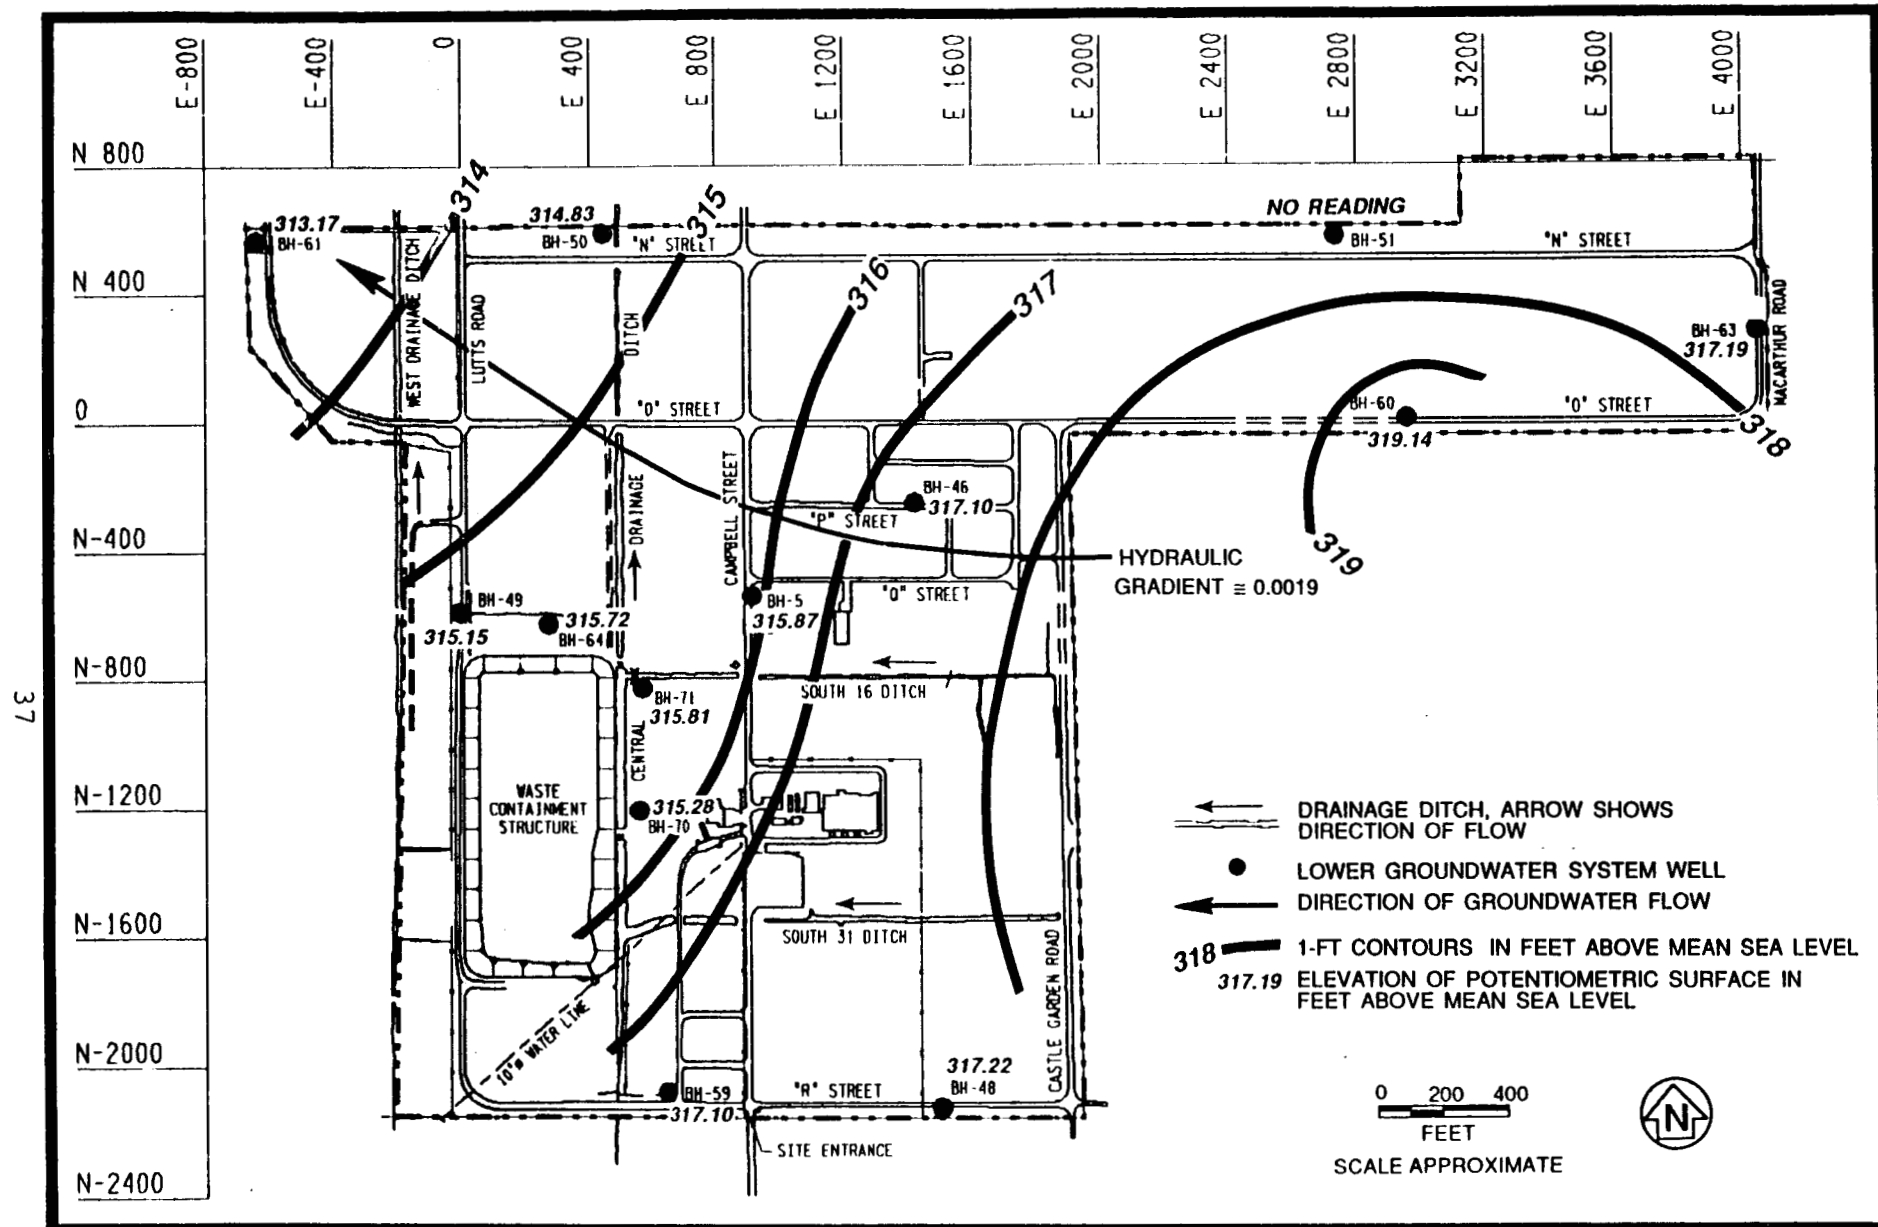 E-800
E-400
0
E 400
E 800
E 1200
E 1600
E 2000
E 2400
E 2800
E 3200
E 3600
E 4000
N 800
N 400
0
N-400
N-800
N-1200
N-1600
N-2000
N-2400
37
314
315
316
317
318
319
313.17
BH-61
314.83
BH-50
"N" STREET
NO READING
BH-51
"N" STREET
WEST DRAINAGE DITCH
LUTTS ROAD
DITCH
BH-63
317.19
MACARTHUR ROAD
"O" STREET
BH-60
319.14
"O" STREET
DRAINAGE
CAMPBELL STREET
BH-46
317.10
"P" STREET
HYDRAULIC
GRADIENT ≅ 0.0019
BH-49
315.15
315.72
BH-64
BH-5
315.87
"Q" STREET
BH-71
315.81
SOUTH 16 DITCH
CENTRAL
WASTE
CONTAINMENT
STRUCTURE
315.28
BH-70
SOUTH 31 DITCH
CASTLE GARDEN ROAD
10"ø WATER LINE
BH-59
317.10
"R" STREET
317.22
BH-48
SITE ENTRANCE
DRAINAGE DITCH, ARROW SHOWS
DIRECTION OF FLOW
LOWER GROUNDWATER SYSTEM WELL
DIRECTION OF GROUNDWATER FLOW
318 1-FT CONTOURS IN FEET ABOVE MEAN SEA LEVEL
317.19 ELEVATION OF POTENTIOMETRIC SURFACE IN
FEET ABOVE MEAN SEA LEVEL
0 200 400
FEET
SCALE APPROXIMATE
N